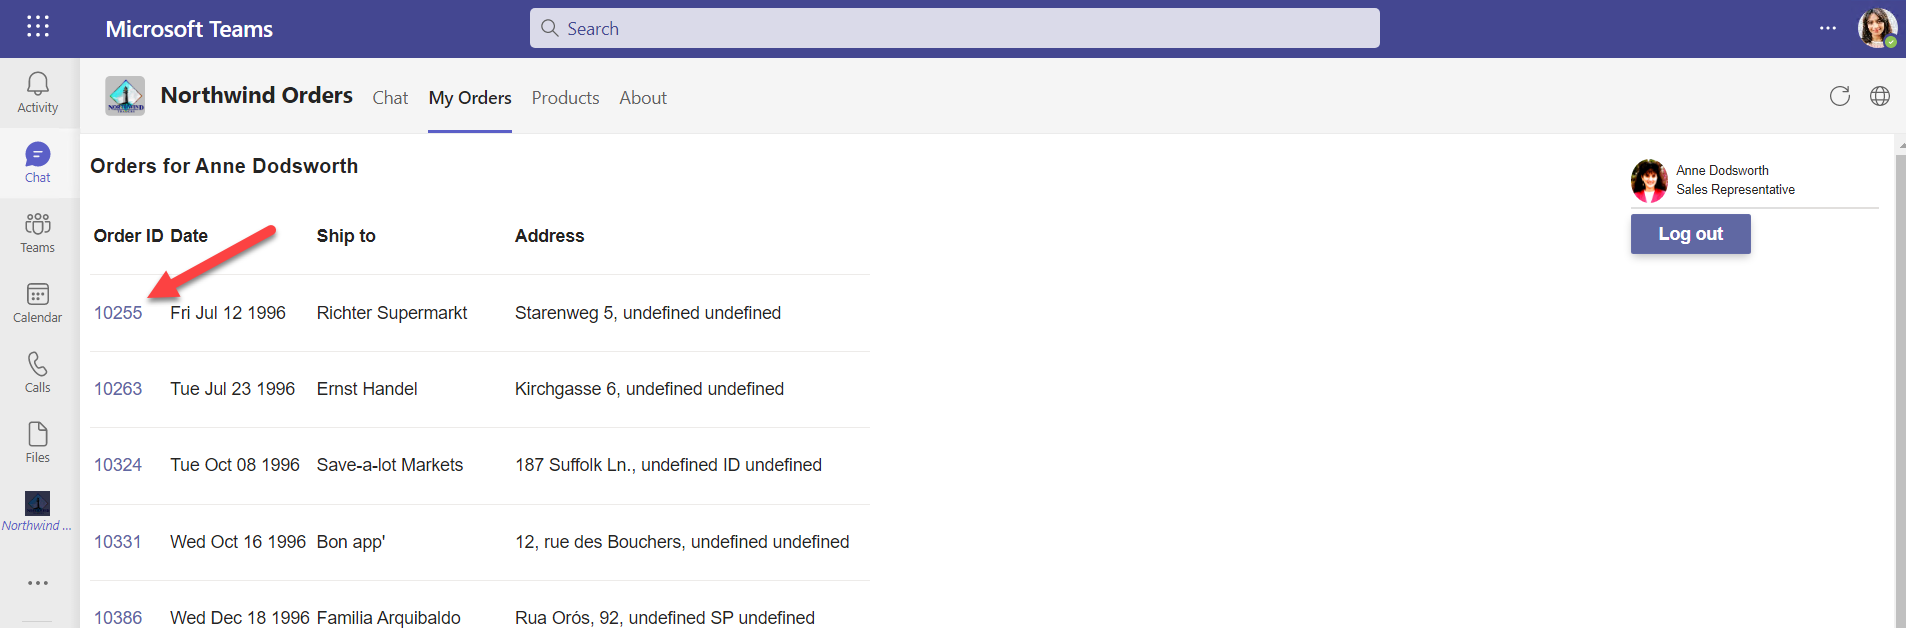 Microsoft Teams
Search
Activity
Chat
Teams
Calendar
Calls
Files
Northwind ...
Northwind Orders
Chat
My Orders
Products
About
Orders for Anne Dodsworth
Anne Dodsworth
Sales Representative
Log out
Order ID Date Ship to Address
10255 Fri Jul 12 1996 Richter Supermarkt Starenweg 5, undefined undefined
10263 Tue Jul 23 1996 Ernst Handel Kirchgasse 6, undefined undefined
10324 Tue Oct 08 1996 Save-a-lot Markets 187 Suffolk Ln., undefined ID undefined
10331 Wed Oct 16 1996 Bon app' 12, rue des Bouchers, undefined undefined
10386 Wed Dec 18 1996 Familia Arquibaldo Rua Orós, 92, undefined SP undefined